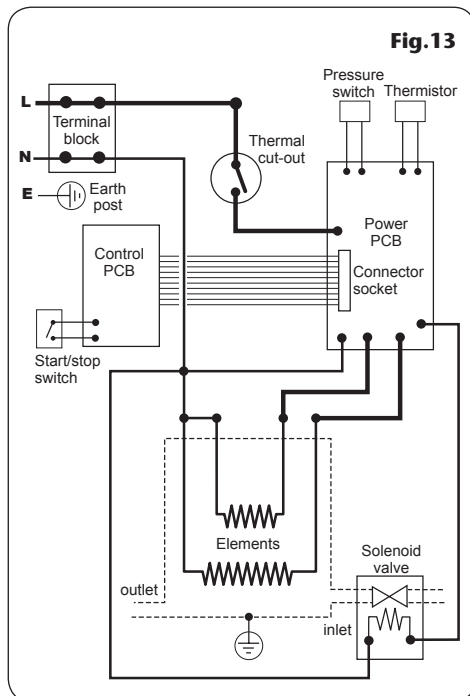 Fig.13
Pressure
switch
Thermistor
L
Terminal
block
Thermal
cut-out
N
E
Earth
post
Power
PCB
Control
PCB
Connector
socket
Start/stop
switch
Elements
Solenoid
valve
outlet
inlet